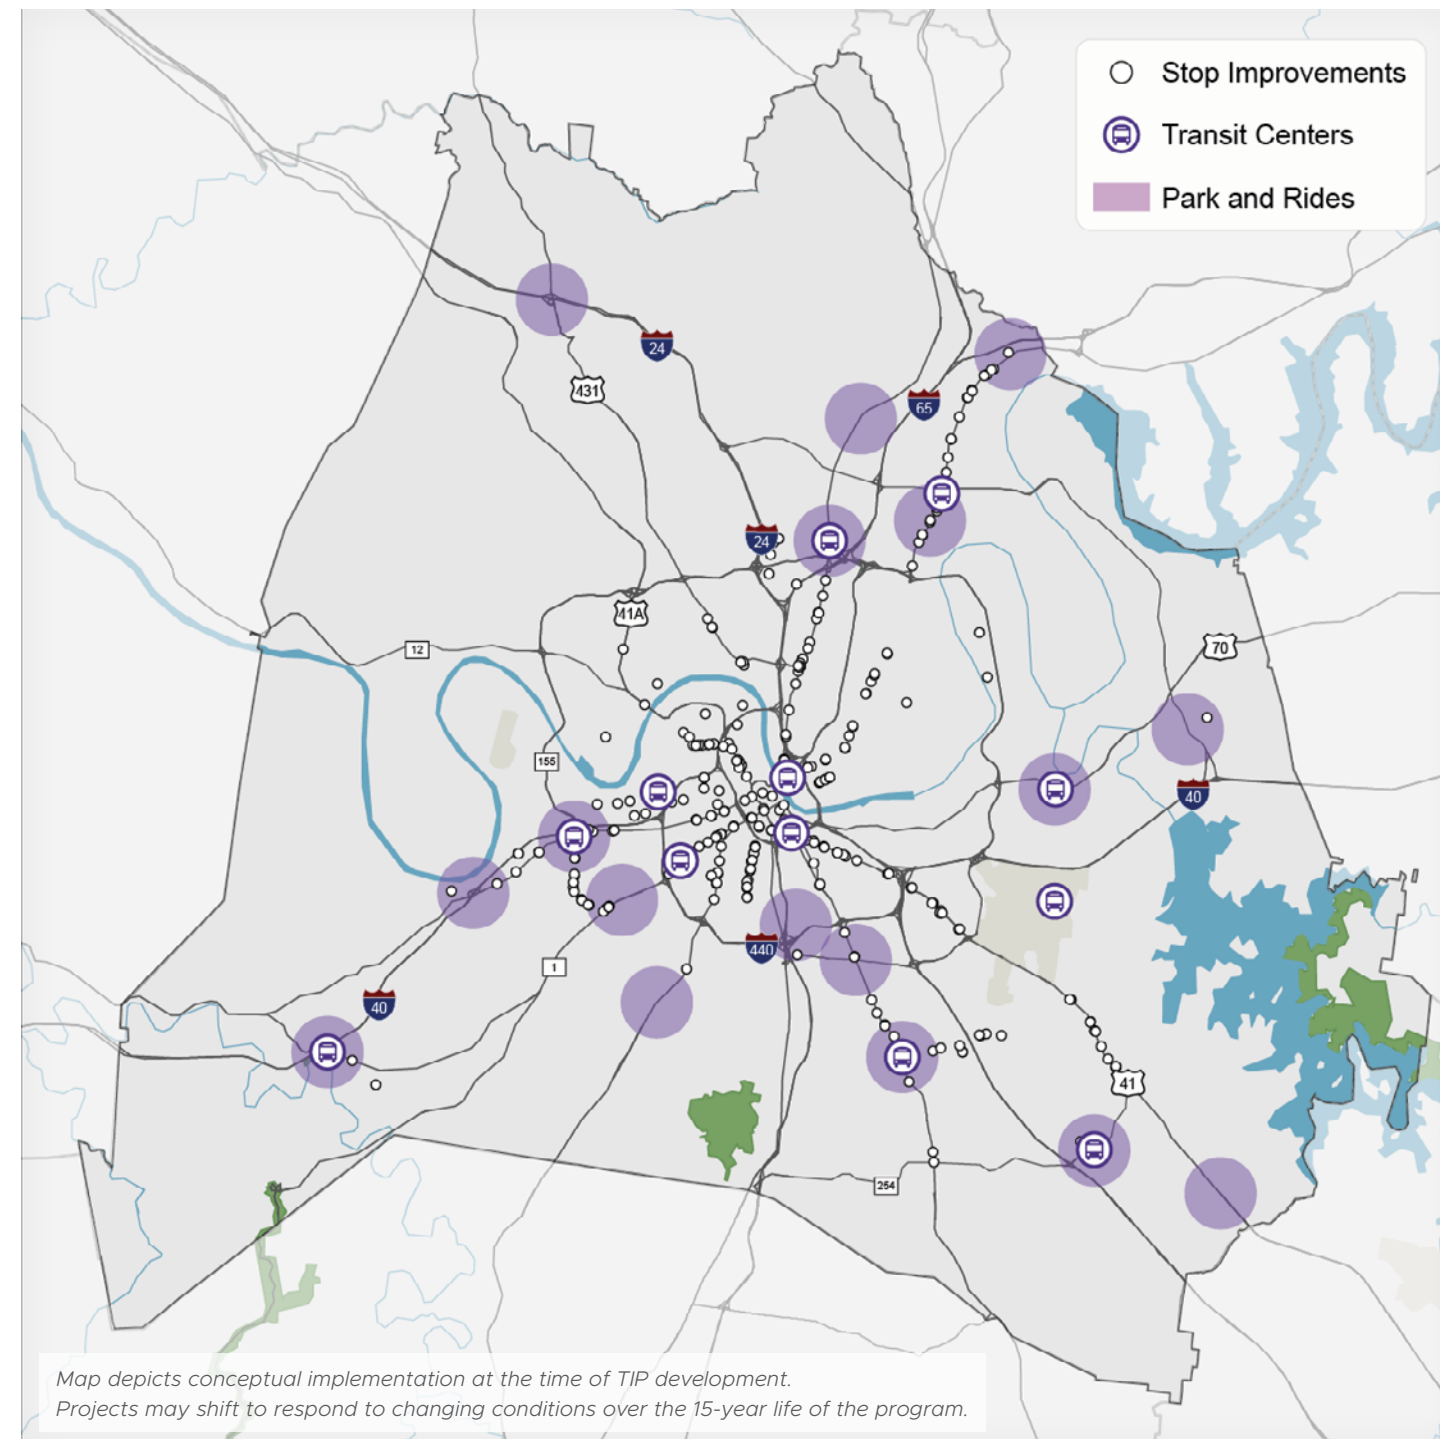 Stop Improvements
Transit Centers
Park and Rides
24
431
65
24
41A
12
70
155
40
440
1
40
41
254
Map depicts conceptual implementation at the time of TIP development.
Projects may shift to respond to changing conditions over the 15-year life of the program.